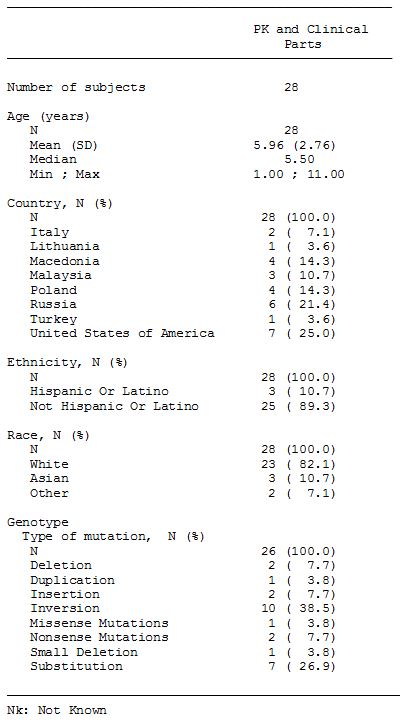 PK and Clinical
Parts
Number of subjects 28
Age (years)
N 28
Mean (SD) 5.96 (2.76)
Median 5.50
Min ; Max 1.00 ; 11.00
Country, N (%)
N 28 (100.0)
Italy 2 ( 7.1)
Lithuania 1 ( 3.6)
Macedonia 4 ( 14.3)
Malaysia 3 ( 10.7)
Poland 4 ( 14.3)
Russia 6 ( 21.4)
Turkey 1 ( 3.6)
United States of America 7 ( 25.0)
Ethnicity, N (%)
N 28 (100.0)
Hispanic Or Latino 3 ( 10.7)
Not Hispanic Or Latino 25 ( 89.3)
Race, N (%)
N 28 (100.0)
White 23 ( 82.1)
Asian 3 ( 10.7)
Other 2 ( 7.1)
Genotype
Type of mutation, N (%)
N 26 (100.0)
Deletion 2 ( 7.7)
Duplication 1 ( 3.8)
Insertion 2 ( 7.7)
Inversion 10 ( 38.5)
Missense Mutations 1 ( 3.8)
Nonsense Mutations 2 ( 7.7)
Small Deletion 1 ( 3.8)
Substitution 7 ( 26.9)
Nk: Not Known